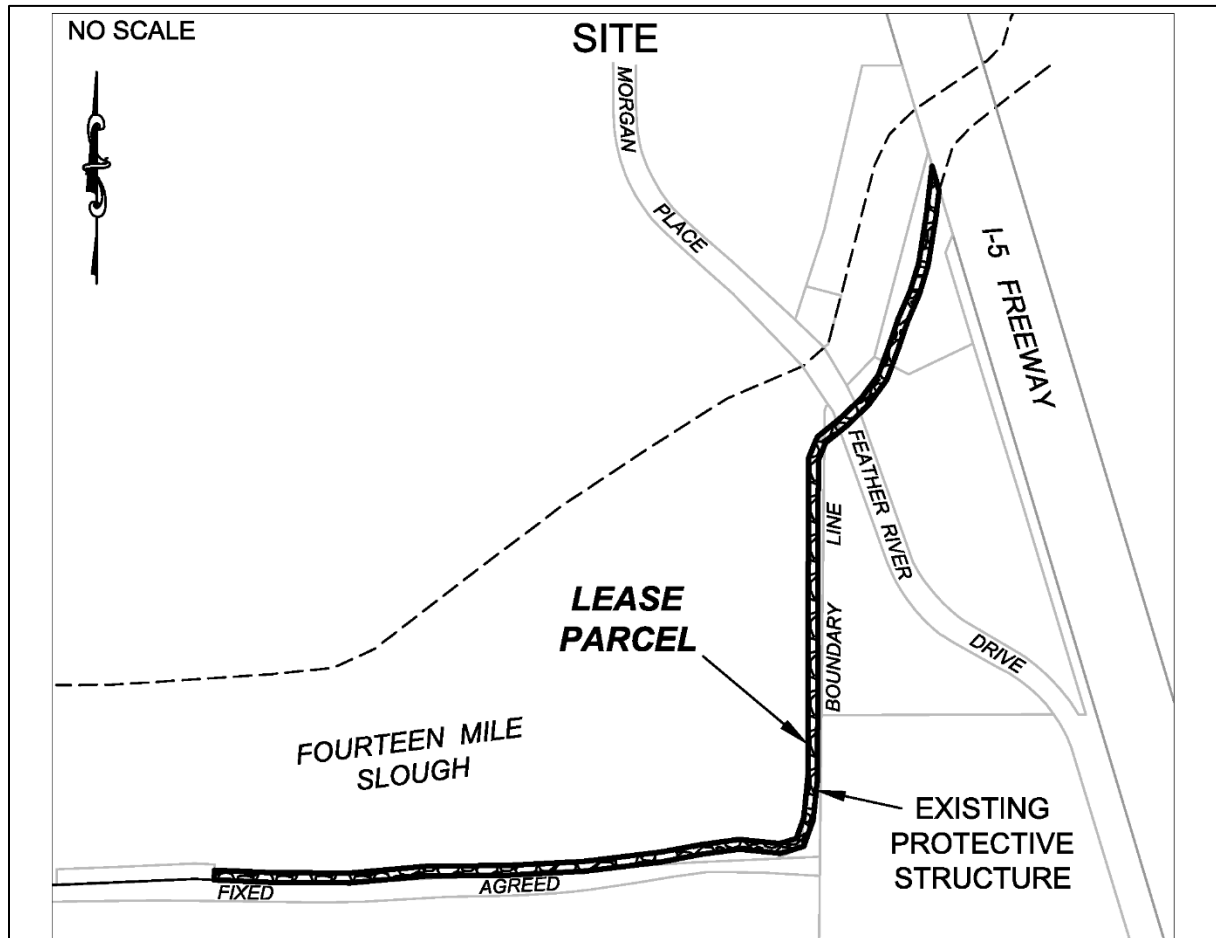 NO SCALE
SITE
MORGAN
PLACE
I-5 FREEWAY
FEATHER RIVER
DRIVE
LEASE
PARCEL
FOURTEEN MILE
SLOUGH
EXISTING
PROTECTIVE
STRUCTURE
FIXED
AGREED
BOUNDARY
LINE